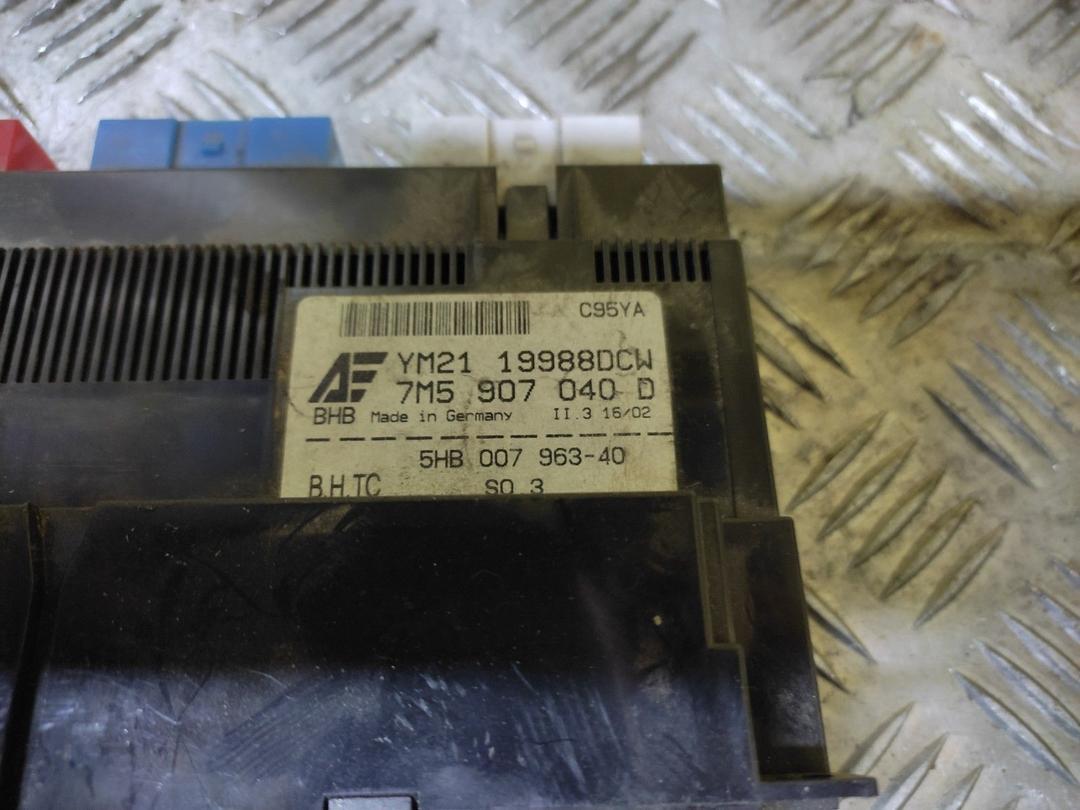 C95YA
AF YM21 19988DCW
7M5 907 040 D
BHB Made in Germany II.3 16/02
5HB 007 963-40
B.H.TC SO 3